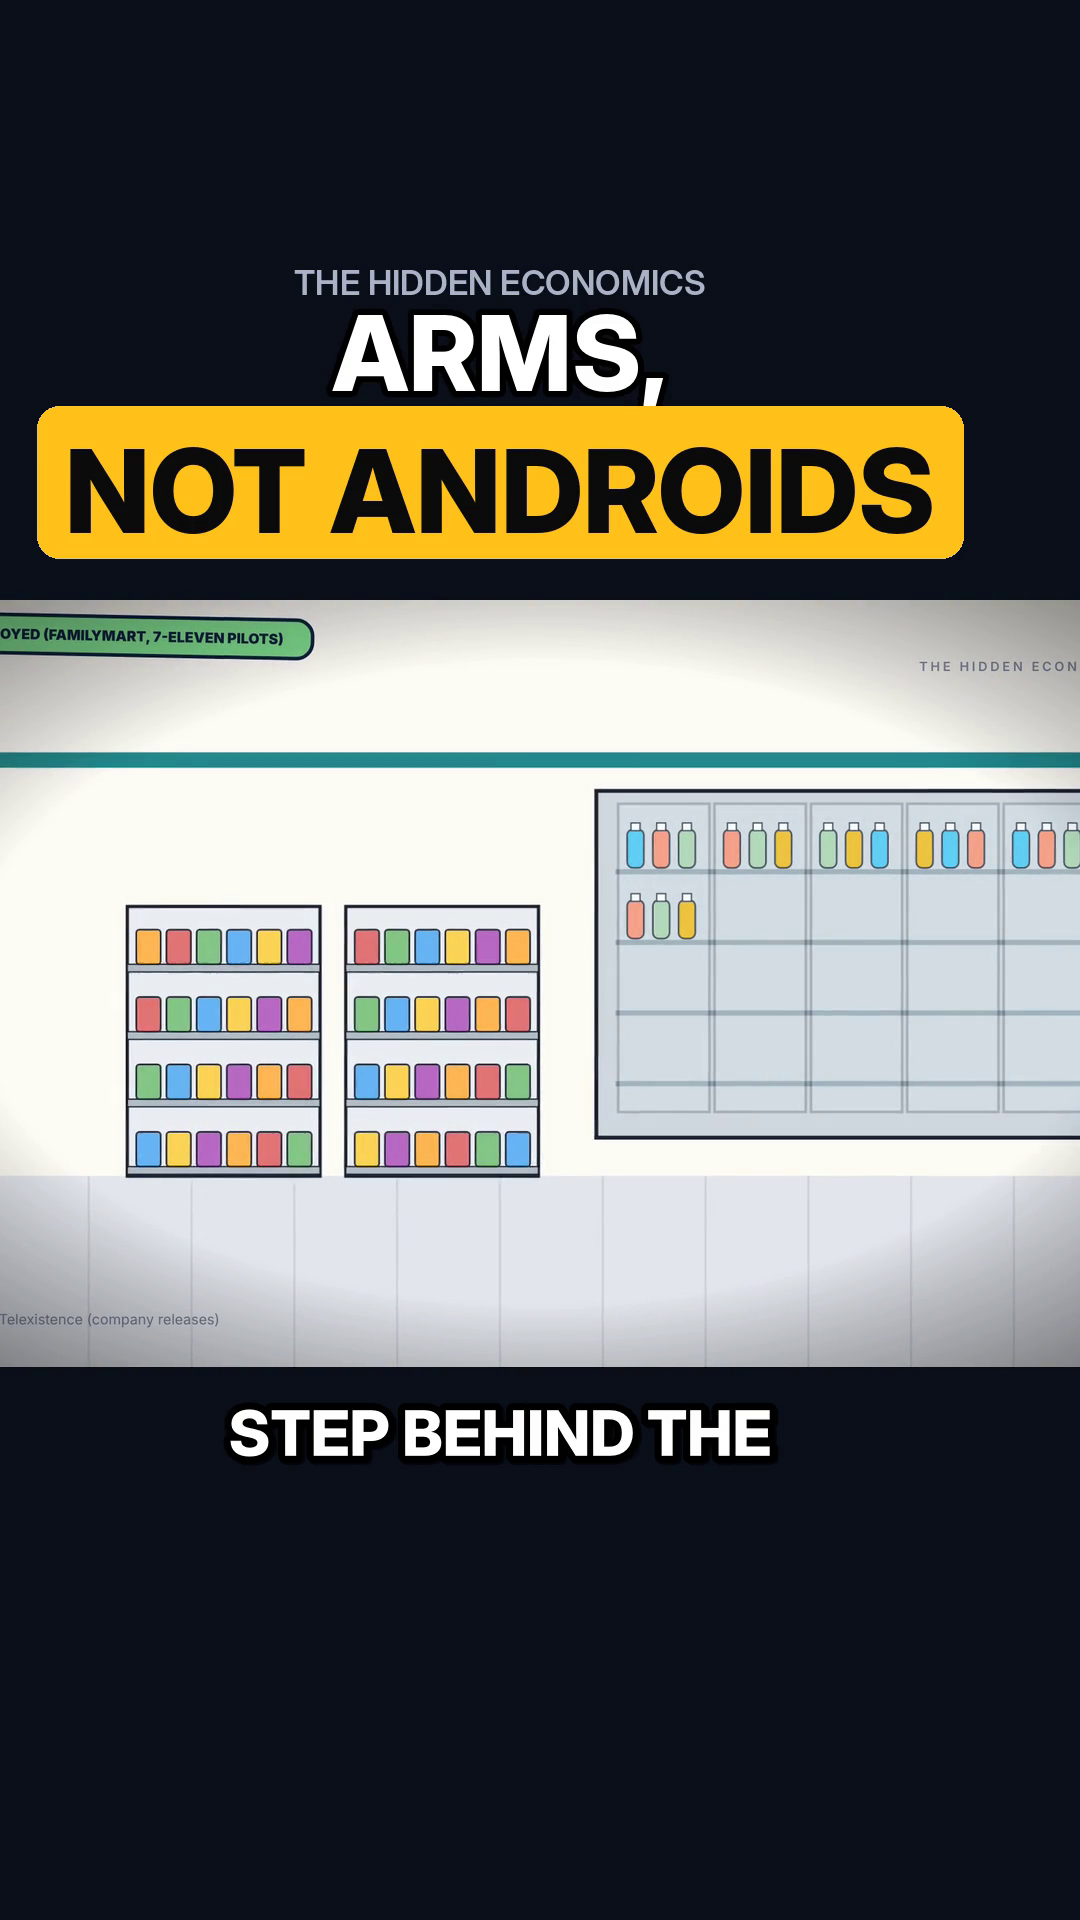 THE HIDDEN ECONOMICS
ARMS,
NOT ANDROIDS
OYED (FAMILYMART, 7-ELEVEN PILOTS)
THE HIDDEN ECON
Telexistence (company releases)
STEP BEHIND THE